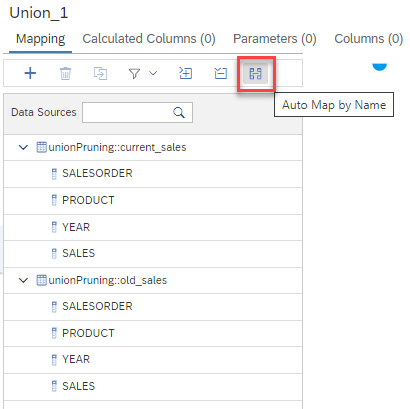 Union_1
Mapping Calculated Columns (0) Parameters (0) Columns (0)
Auto Map by Name
Data Sources
unionPruning::current_sales
SALESORDER
PRODUCT
YEAR
SALES
unionPruning::old_sales
SALESORDER
PRODUCT
YEAR
SALES